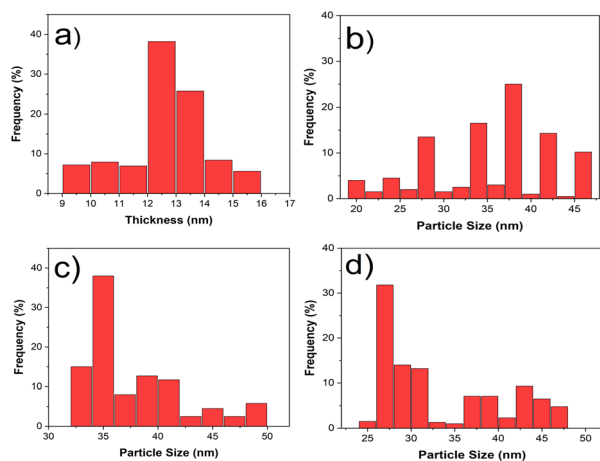 a)
Frequency (%)
40
30
20
10
0
9 10 11 12 13 14 15 16 17
Thickness (nm)
b)
Frequency (%)
40
30
20
10
0
20 25 30 35 40 45
Particle Size (nm)
c)
Frequency (%)
40
30
20
10
0
30 35 40 45 50
Particle Size (nm)
d)
Frequency (%)
40
30
20
10
0
25 30 35 40 45 50
Particle Size (nm)